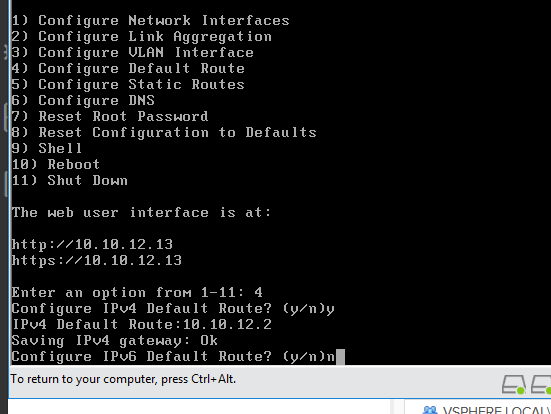 1) Configure Network Interfaces
2) Configure Link Aggregation
3) Configure VLAN Interface
4) Configure Default Route
5) Configure Static Routes
6) Configure DNS
7) Reset Root Password
8) Reset Configuration to Defaults
9) Shell
10) Reboot
11) Shut Down
The web user interface is at:
http://10.10.12.13
https://10.10.12.13
Enter an option from 1-11: 4
Configure IPv4 Default Route? (y/n)y
IPv4 Default Route:10.10.12.2
Saving IPv4 gateway: Ok
Configure IPv6 Default Route? (y/n)n
To return to your computer, press Ctrl+Alt.
VSPHERE.LOCAL\